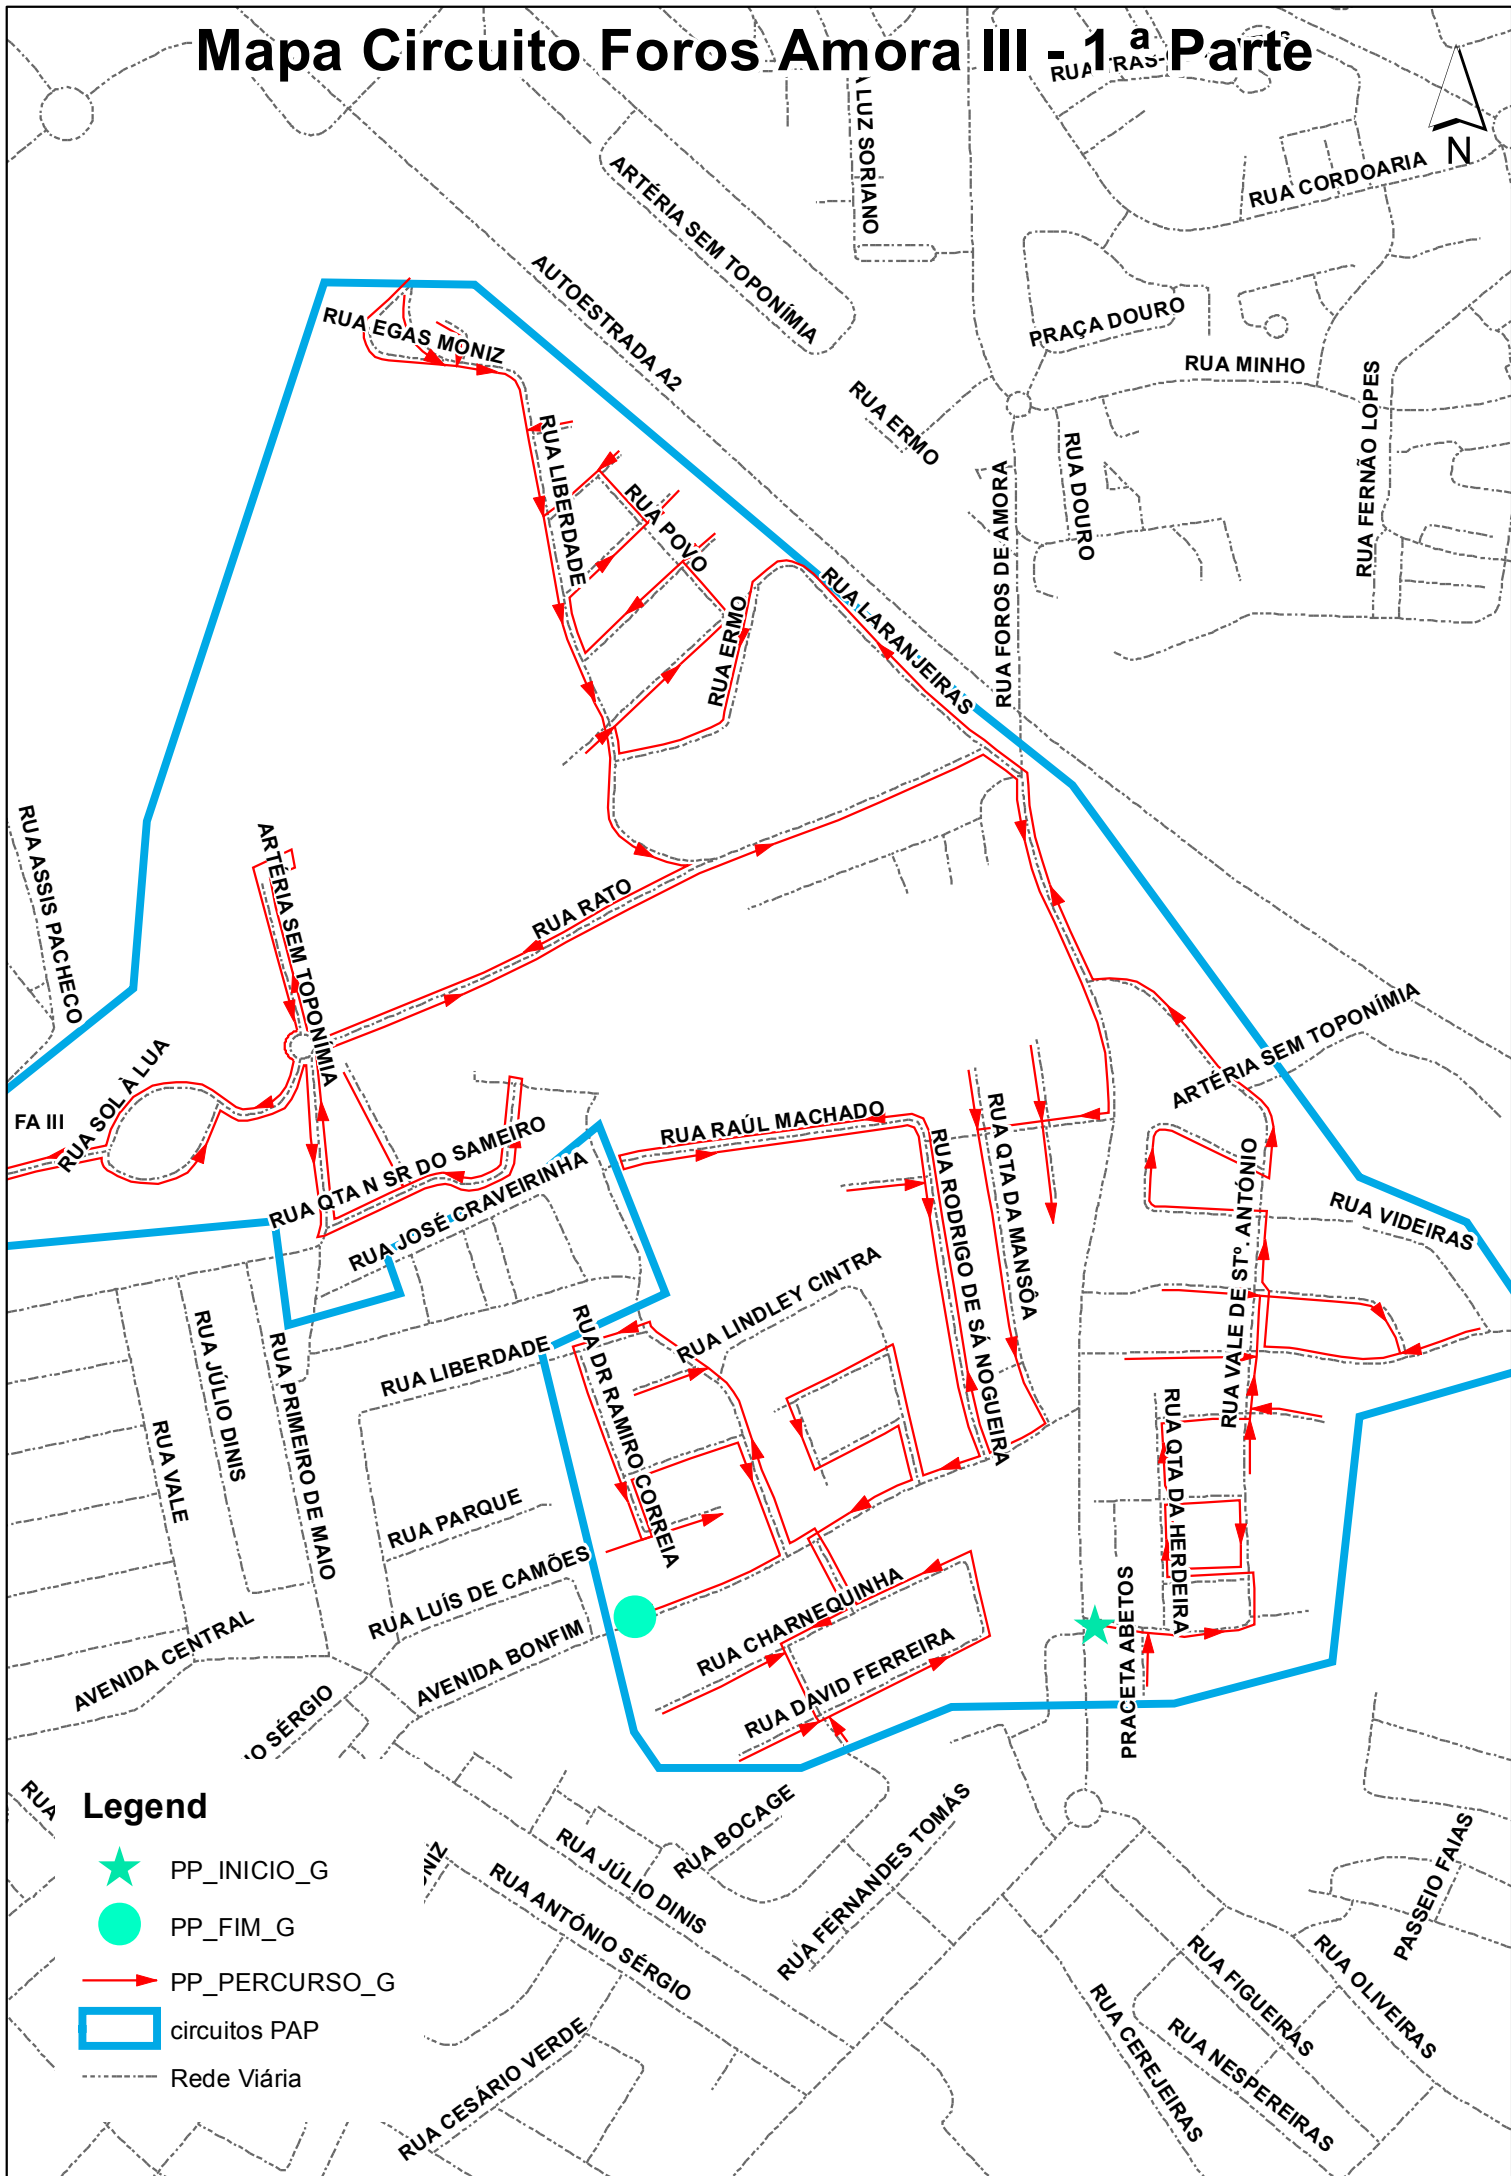 Mapa Circuito Foros Amora III - 1ª Parte
RUA TRAS-
A LUZ SORIANO
N
RUA CORDOARIA
ARTÉRIA SEM TOPONÍMIA
AUTOESTRADA A2
PRAÇA DOURO
RUA EGAS MONIZ
RUA MINHO
RUA ERMO
RUA FERNÃO LOPES
RUA LIBERDADE
RUA DOURO
RUA FOROS DE AMORA
RUA POVO
RUA LARANJEIRAS
RUA ERMO
RUA ASSIS PACHECO
ARTÉRIA SEM TOPONÍMIA
RUA RATO
ARTÉRIA SEM TOPONÍMIA
RUA SOL À LUA
FA III
RUA RAÚL MACHADO
RUA QTA DA MANSÔA
RUA QTA N SR DO SAMEIRO
RUA JOSÉ CRAVEIRINHA
RUA RODRIGO DE SÁ NOGUEIRA
RUA VALE DE STº. ANTÓNIO
RUA VIDEIRAS
RUA LINDLEY CINTRA
RUA DR RAMIRO CORREIA
RUA LIBERDADE
RUA JÚLIO DINIS
RUA PRIMEIRO DE MAIO
RUA VALE
RUA QTA DA HERDEIRA
RUA PARQUE
RUA LUÍS DE CAMÕES
RUA CHARNEQUINHA
PRACETA ABETOS
AVENIDA CENTRAL
AVENIDA BONFIM
RUA DAVID FERREIRA
IO SÉRGIO
RUA
RUA BOCAGE
RUA FERNANDES TOMÁS
RUA JÚLIO DINIS
NIZ
RUA ANTÓNIO SÉRGIO
PASSEIO FAIAS
RUA FIGUEIRAS
RUA OLIVEIRAS
RUA CEREJEIRAS
RUA NESPEREIRAS
RUA CESÁRIO VERDE
Legend
PP_INICIO_G
PP_FIM_G
PP_PERCURSO_G
circuitos PAP
Rede Viária